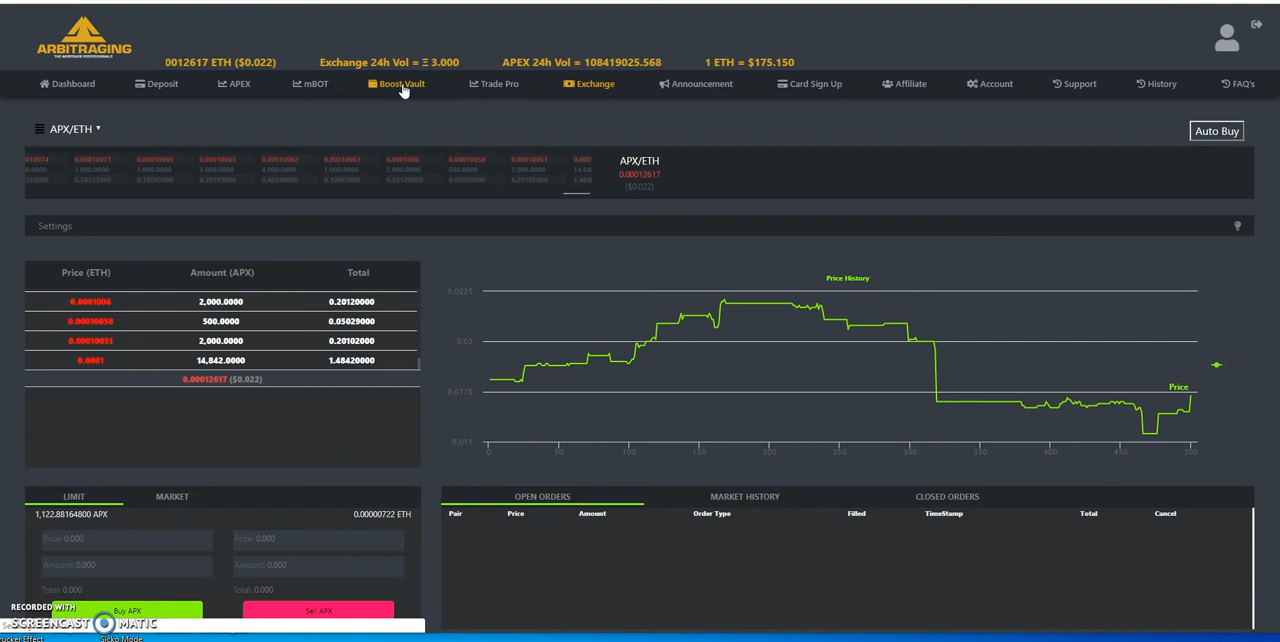 ARBITRAGING
THE ARBITRAGE PROFESSIONALS
0012617 ETH ($0.022) Exchange 24h Vol = Ξ 3.000 APEX 24h Vol = 108419025.568 1 ETH = $175.150
Dashboard Deposit APEX mBOT Boost Vault Trade Pro Exchange Announcement Card Sign Up Affiliate Account Support History FAQ's
APX/ETH
Auto Buy
APX/ETH
0.00012617
($0.022)
Settings
Price (ETH) Amount (APX) Total
0.0001006 2,000.0000 0.20120000
0.00010058 500.0000 0.05029000
0.00010051 2,000.0000 0.20102000
0.0001 14,842.0000 1.48420000
0.00012617 ($0.022)
Price History
0.0225
0.02
0.0175
0.015
Price
0 50 100 150 200 250 300 350 400 450 500
LIMIT MARKET
1,122.88164800 APX 0.00000722 ETH
Price: 0.000 Price: 0.000
Amount: 0.000 Amount: 0.000
Total: 0.000 Total: 0.000
Buy APX Sell APX
OPEN ORDERS MARKET HISTORY CLOSED ORDERS
Pair Price Amount Order Type Filled TimeStamp Total Cancel
RECORDED WITH
SCREENCAST MATIC
Sicko Mode